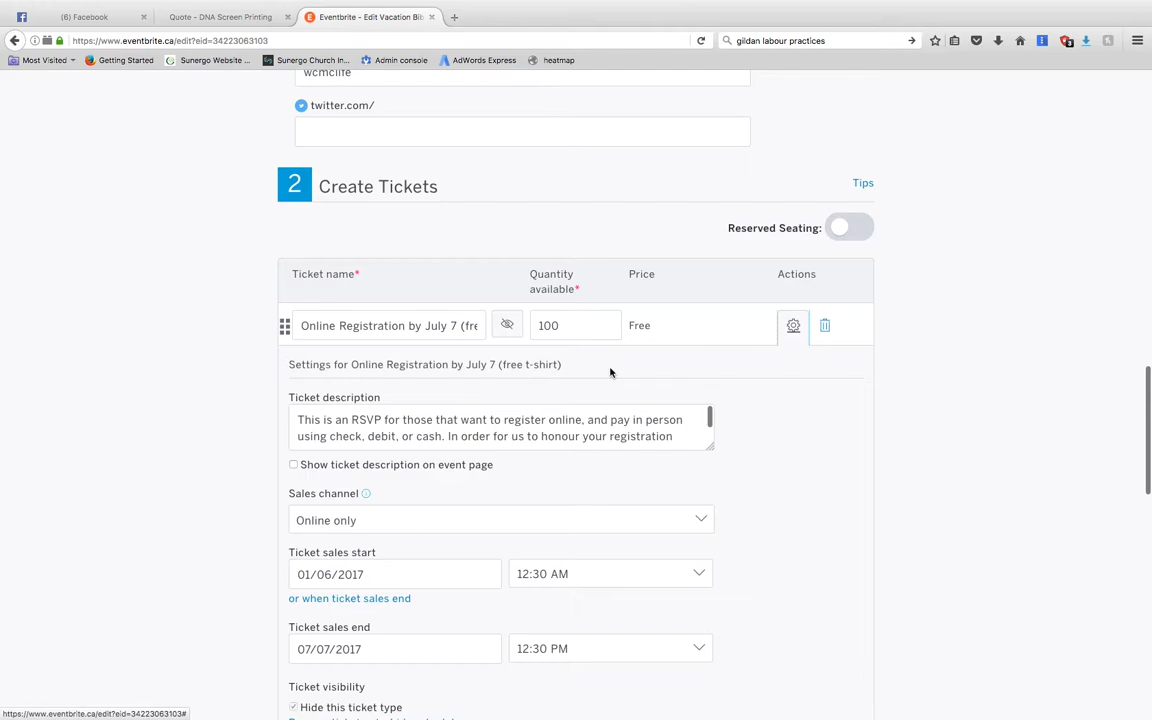 (6) Facebook
Quote - DNA Screen Printing
Eventbrite - Edit Vacation Bib
https://www.eventbrite.ca/edit?eid=34223063103
gildan labour practices
3
Most Visited
Getting Started
Sunergo Website ...
Sunergo Church In...
Admin console
AdWords Express
heatmap
wcmclife
twitter.com/
2 Create Tickets
Tips
Reserved Seating:
Ticket name*
Quantity available*
Price
Actions
Online Registration by July 7 (fre
100
Free
Settings for Online Registration by July 7 (free t-shirt)
Ticket description
This is an RSVP for those that want to register online, and pay in person
using check, debit, or cash. In order for us to honour your registration
Show ticket description on event page
Sales channel
Online only
Ticket sales start
01/06/2017
12:30 AM
or when ticket sales end
Ticket sales end
07/07/2017
12:30 PM
Ticket visibility
Hide this ticket type
https://www.eventbrite.ca/edit?eid=34223063103#